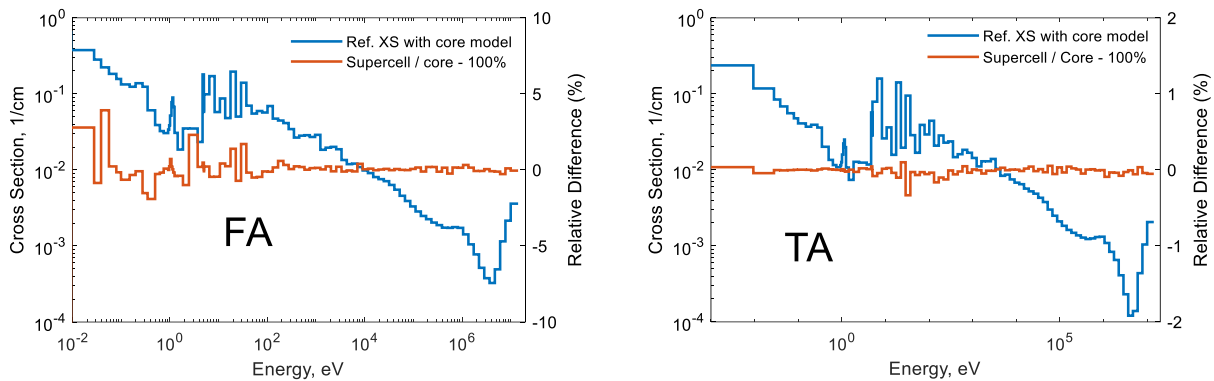 10^0
10^-1
10^-2
10^-3
10^-4
Cross Section, 1/cm
Ref. XS with core model
Supercell / core - 100%
FA
10
5
0
-5
-10
Relative Difference (%)
10^-2
10^0
10^2
10^4
10^6
Energy, eV
10^0
10^-1
10^-2
10^-3
10^-4
Cross Section, 1/cm
Ref. XS with core model
Supercell / Core - 100%
TA
2
1
0
-1
-2
Relative Difference (%)
10^0
10^5
Energy, eV